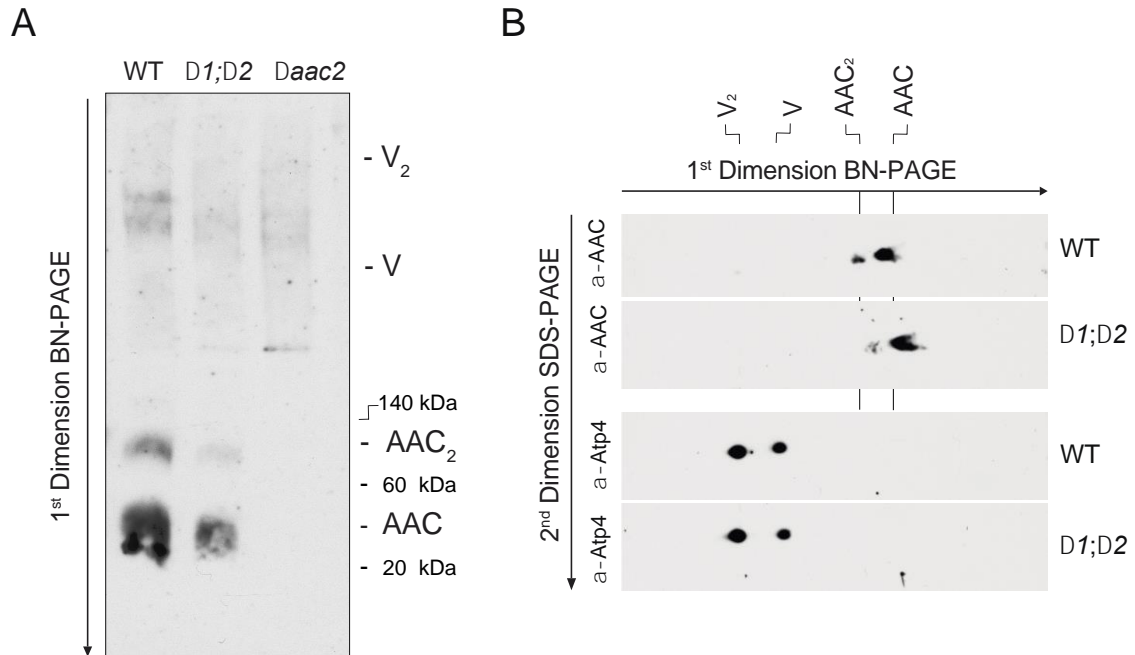 A
WT D1;D2 Daac2
1st Dimension BN-PAGE
- V2
- V
140 kDa
- AAC2
- 60 kDa
- AAC
- 20 kDa
B
V2
V
AAC2
AAC
1st Dimension BN-PAGE
2nd Dimension SDS-PAGE
a-AAC
WT
a-AAC
D1;D2
a-Atp4
WT
a-Atp4
D1;D2